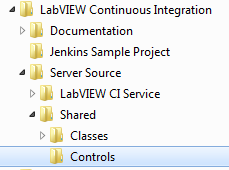 LabVIEW Continuous Integration
Documentation
Jenkins Sample Project
Server Source
LabVIEW CI Service
Shared
Classes
Controls